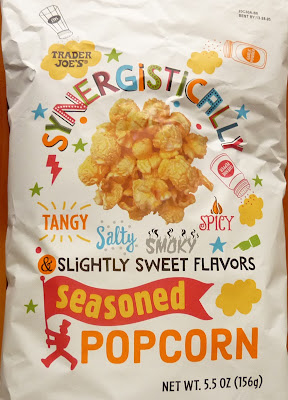 TRADER JOE'S®
SYNERGISTICALLY
TANGY
Salty
SMOKY
SPICY
& SLIGHTLY SWEET FLAVORS
seasoned
POPCORN
NET WT. 5.5 OZ (156g)